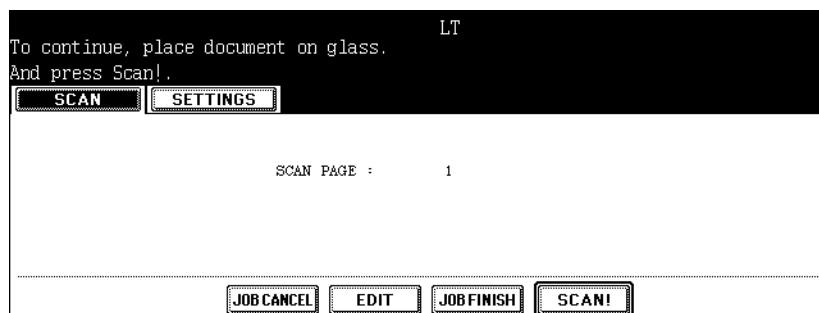 LT
To continue, place document on glass.
And press Scan!.
SCAN SETTINGS
SCAN PAGE : 1
JOB CANCEL EDIT JOB FINISH SCAN!